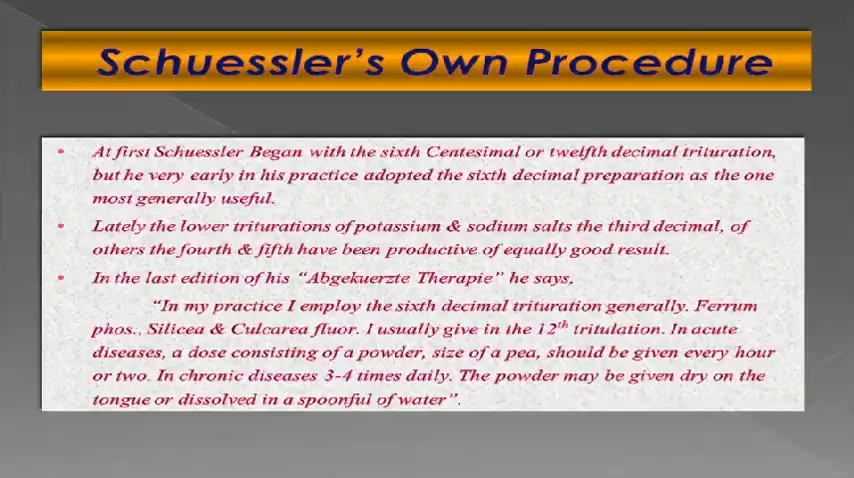 Schuessler's Own Procedure
• At first Schuessler Began with the sixth Centesimal or twelfth decimal trituration,
but he very early in his practice adopted the sixth decimal preparation as the one
most generally useful.
• Lately the lower triturations of potassium & sodium salts the third decimal, of
others the fourth & fifth have been productive of equally good result.
• In the last edition of his "Abgekuerzte Therapie" he says,
"In my practice I employ the sixth decimal trituration generally. Ferrum
phos., Silicea & Culcarea fluor. I usually give in the 12th tritulation. In acute
diseases, a dose consisting of a powder, size of a pea, should be given every hour
or two. In chronic diseases 3-4 times daily. The powder may be given dry on the
tongue or dissolved in a spoonful of water".